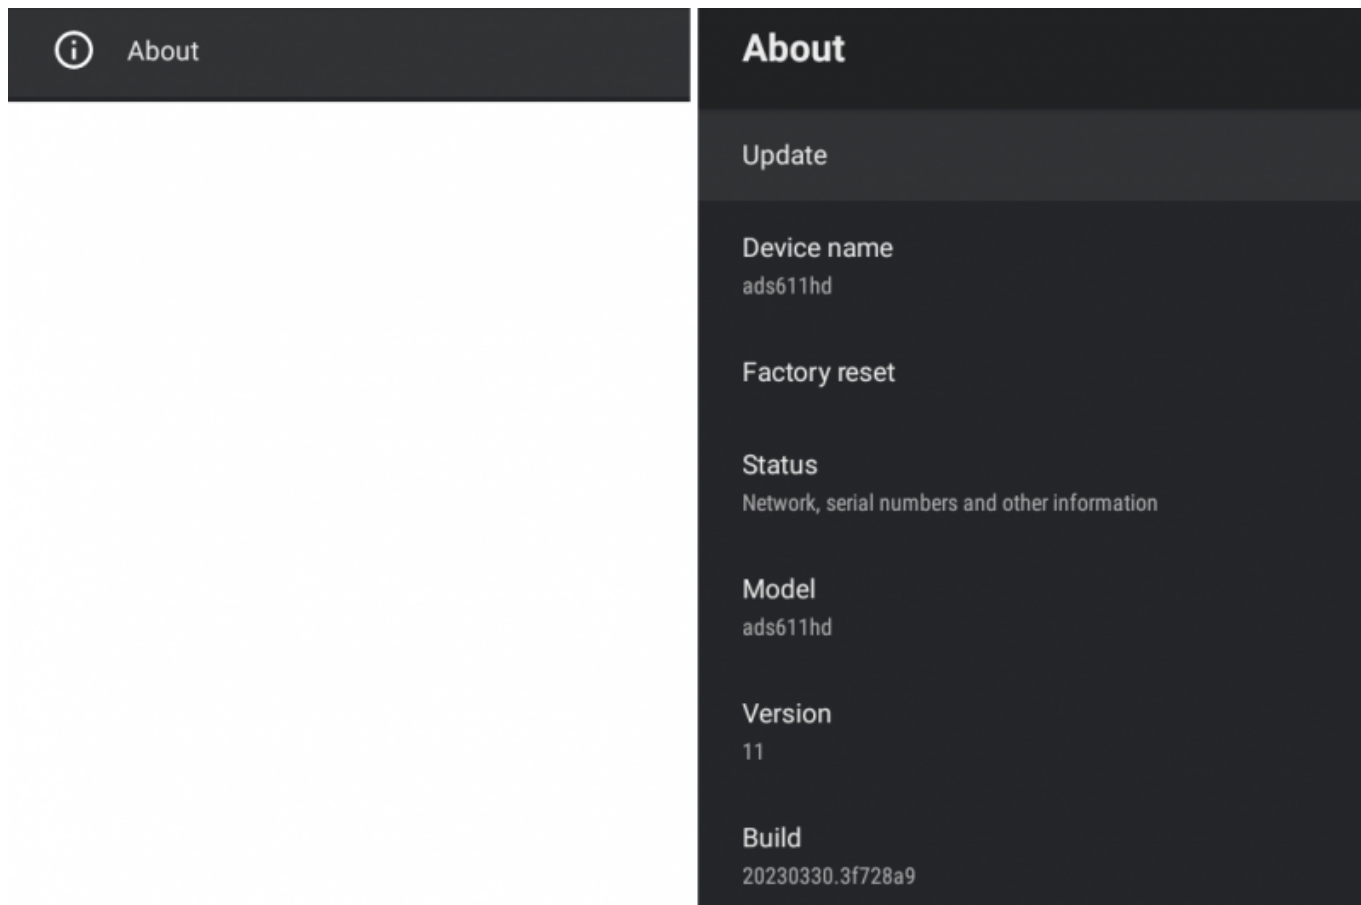 About
About
Update
Device name
ads611hd
Factory reset
Status
Network, serial numbers and other information
Model
ads611hd
Version
11
Build
20230330.3f728a9